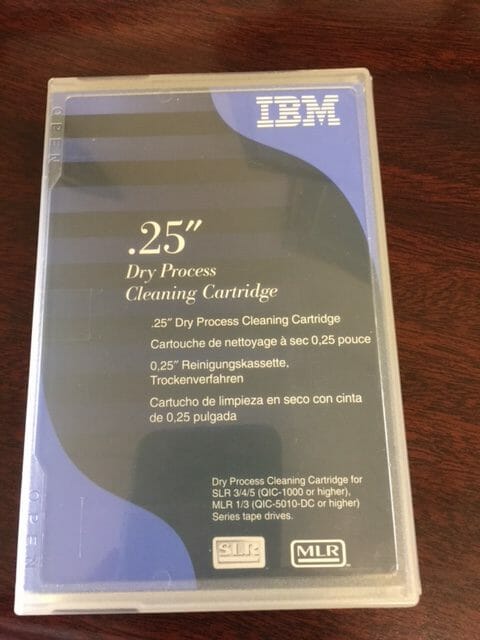 OPEN
IBM
.25″
Dry Process
Cleaning Cartridge
.25″ Dry Process Cleaning Cartridge
Cartouche de nettoyage à sec 0,25 pouce
0,25″ Reinigungskassette,
Trockenverfahren
Cartucho de limpieza en seco con cinta
de 0,25 pulgada
Dry Process Cleaning Cartridge for
SLR 3/4/5 (QIC-1000 or higher),
MLR 1/3 (QIC-5010-DC or higher)
Series tape drives.
SLR MLR™
OPEN